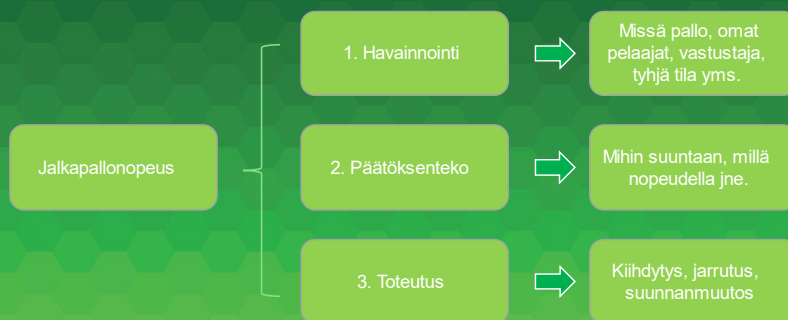 Jalkapallonopeus
1. Havainnointi
Missä pallo, omat
pelaajat, vastustaja,
tyhjä tila yms.
2. Päätöksenteko
Mihin suuntaan, millä
nopeudella jne.
3. Toteutus
Kiihdytys, jarrutus,
suunnanmuutos